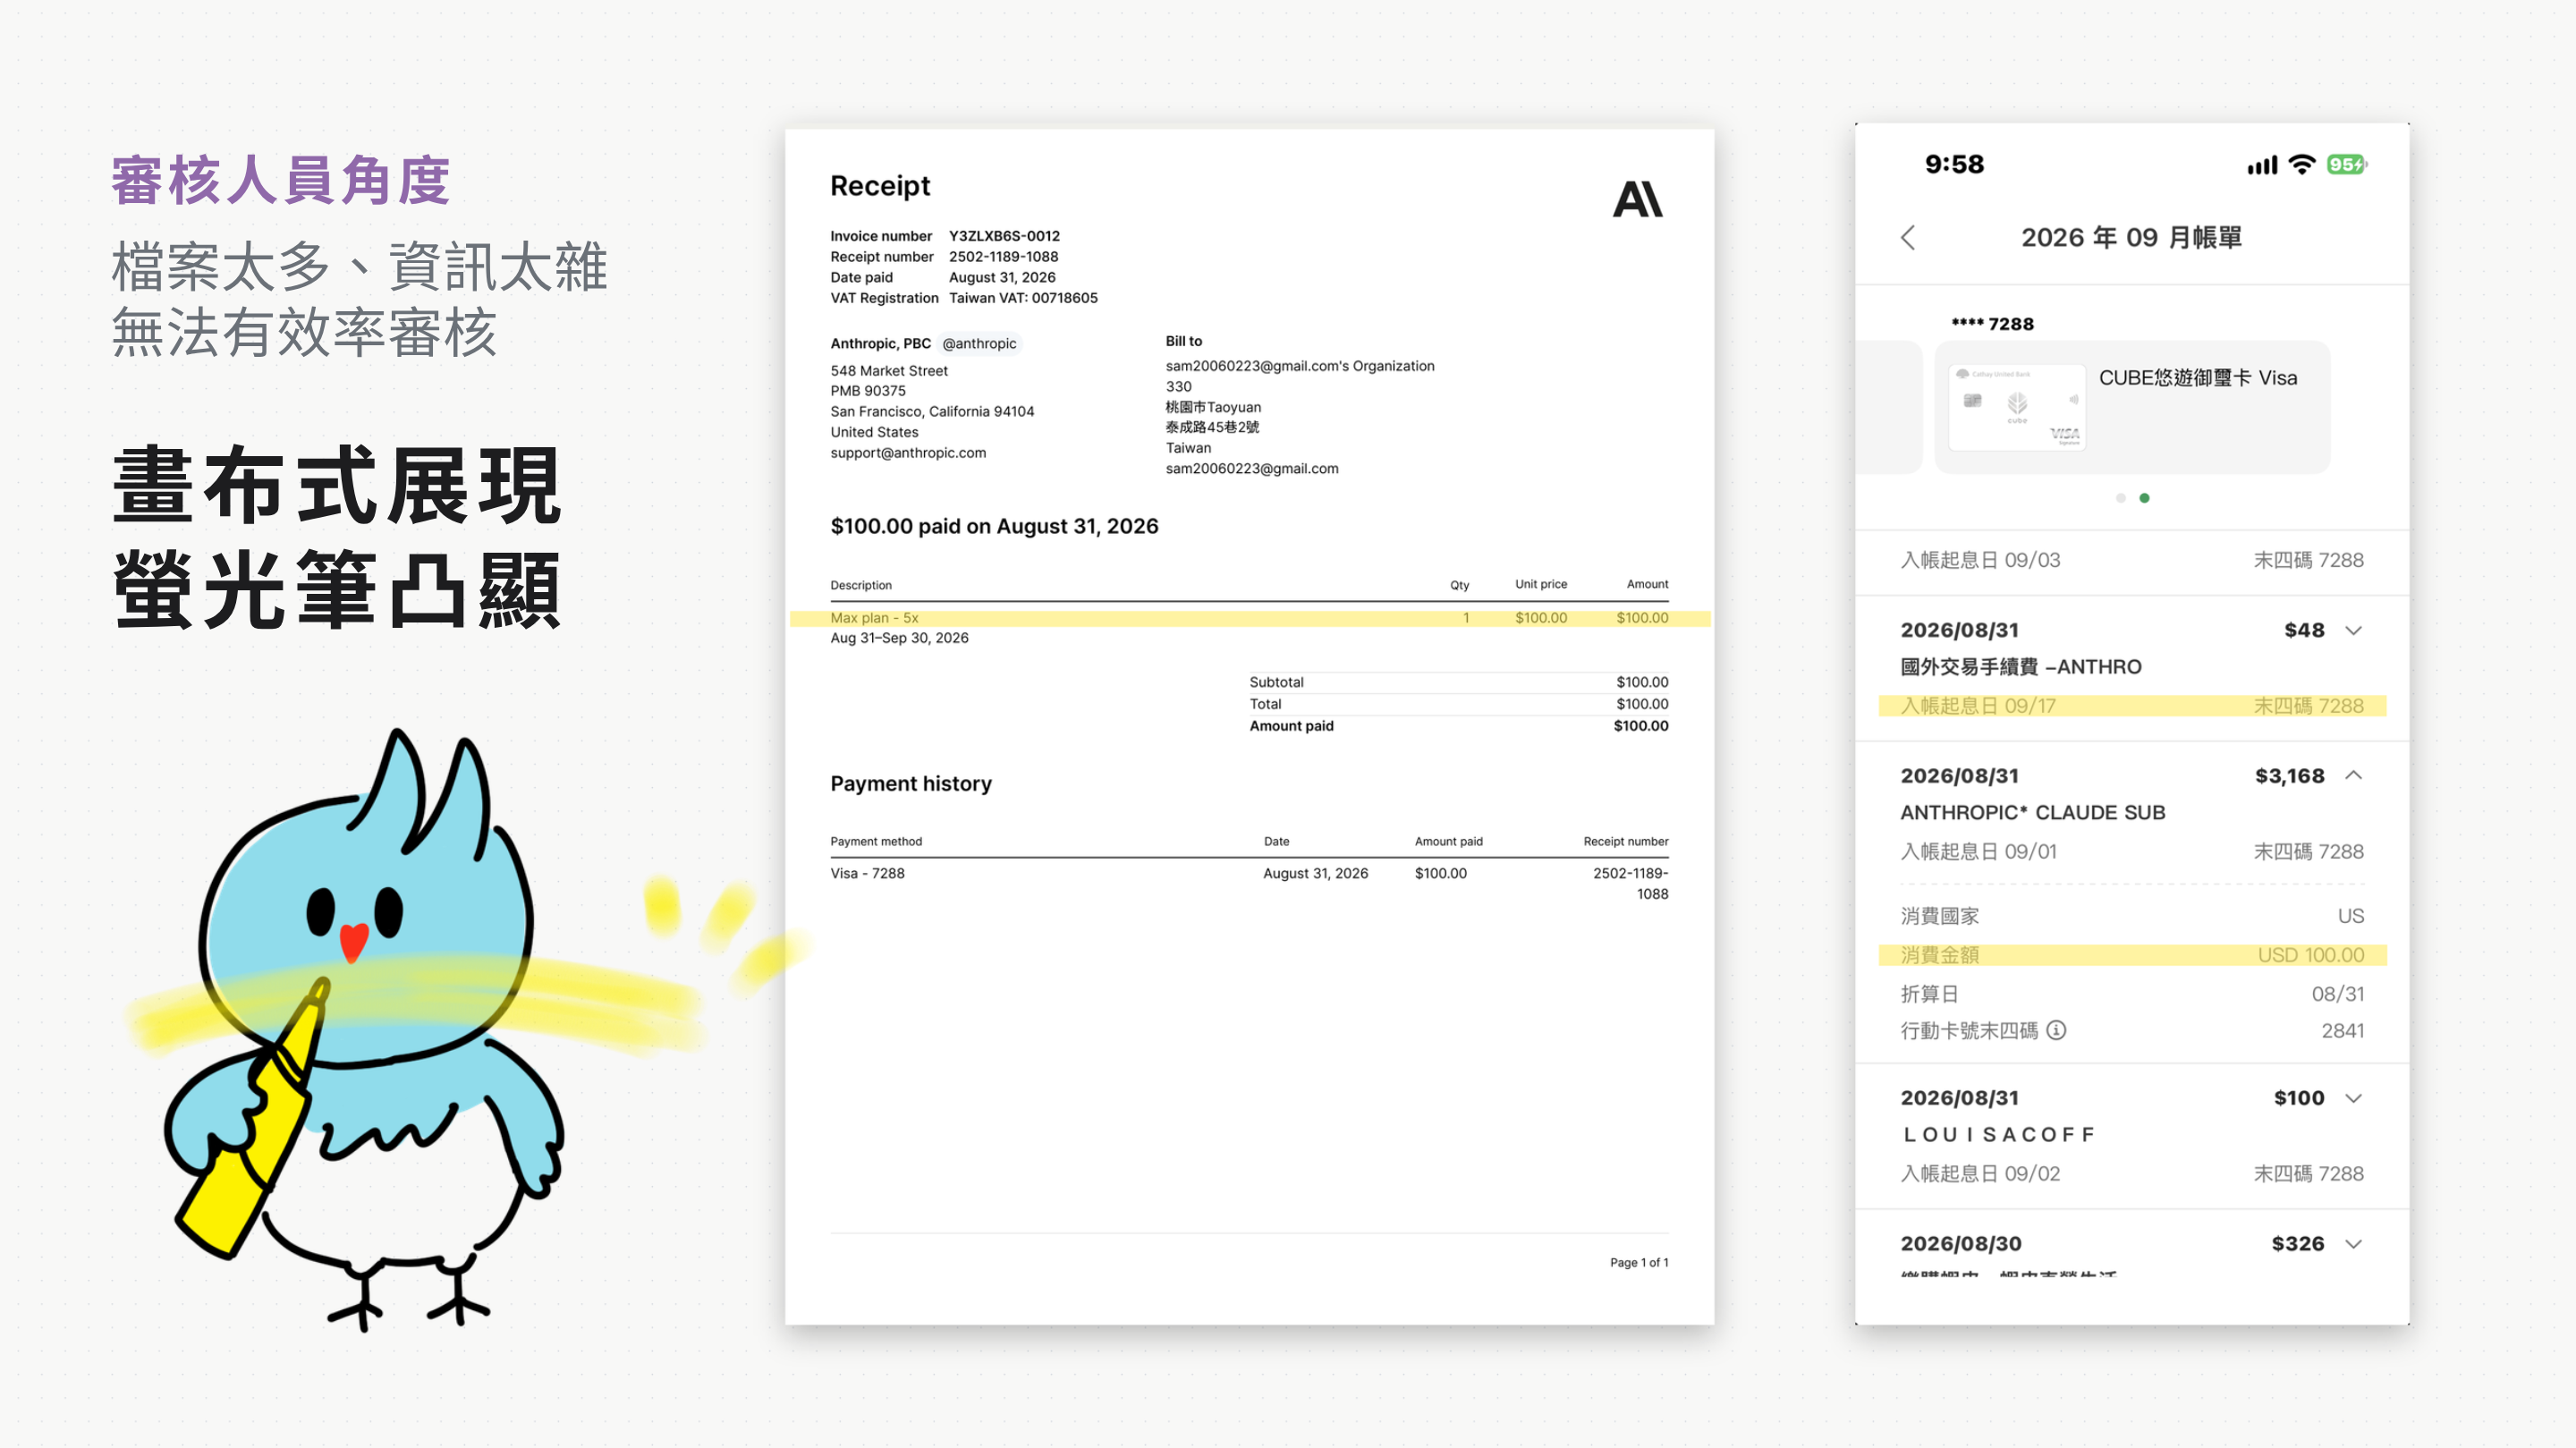 審核人員角度
檔案太多、資訊太雜
無法有效率審核
畫布式展現
螢光筆凸顯
Receipt
Invoice number Y3ZLXB6S-0012
Receipt number 2502-1189-1088
Date paid August 31, 2026
VAT Registration Taiwan VAT: 00718605
Anthropic, PBC @anthropic
548 Market Street
PMB 90375
San Francisco, California 94104
United States
support@anthropic.com
Bill to
sam20060223@gmail.com's Organization
330
桃園市Taoyuan
泰成路45巷2號
Taiwan
sam20060223@gmail.com
$100.00 paid on August 31, 2026
Description Qty Unit price Amount
Max plan - 5x 1 $100.00 $100.00
Aug 31–Sep 30, 2026
Subtotal $100.00
Total $100.00
Amount paid $100.00
Payment history
Payment method Date Amount paid Receipt number
Visa - 7288 August 31, 2026 $100.00 2502-1189-
1088
Page 1 of 1
9:58 95
2026 年 09 月帳單
**** 7288
Cathay United Bank
cube
VISA
Signature
CUBE悠遊御璽卡 Visa
入帳起息日 09/03 末四碼 7288
2026/08/31 $48
國外交易手續費 –ANTHRO
入帳起息日 09/17 末四碼 7288
2026/08/31 $3,168
ANTHROPIC* CLAUDE SUB
入帳起息日 09/01 末四碼 7288
消費國家 US
消費金額 USD 100.00
折算日 08/31
行動卡號末四碼 2841
2026/08/31 $100
ＬＯＵＩＳＡＣＯＦＦ
入帳起息日 09/02 末四碼 7288
2026/08/30 $326